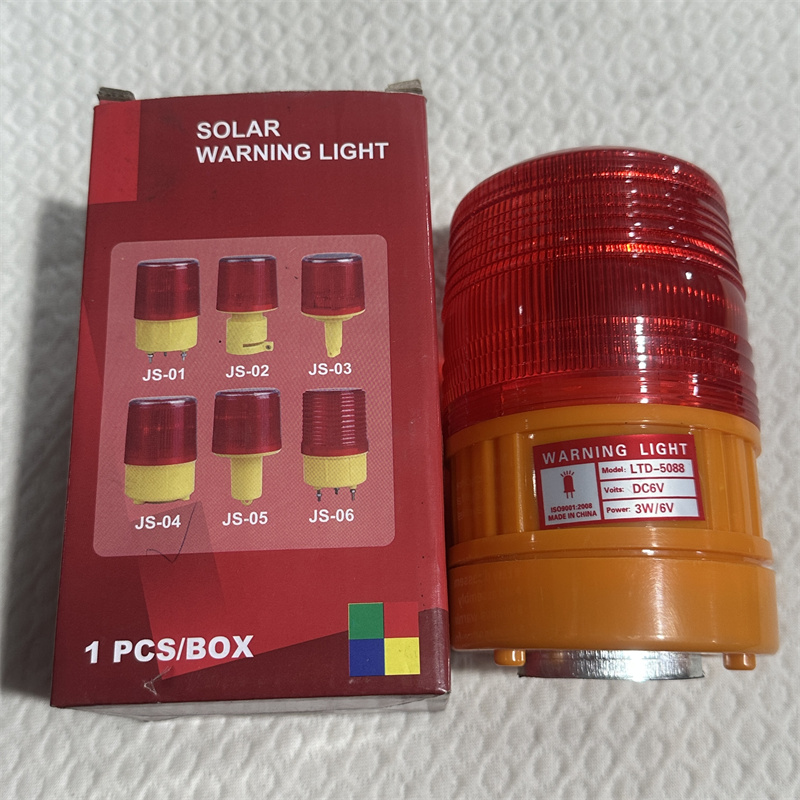 SOLAR
WARNING LIGHT
JS-01
JS-02
JS-03
JS-04
JS-05
JS-06
1 PCS/BOX
WARNING LIGHT
Model: LTD-5088
Voits: DC6V
Power: 3W/6V
ISO9001:2008
MADE IN CHINA